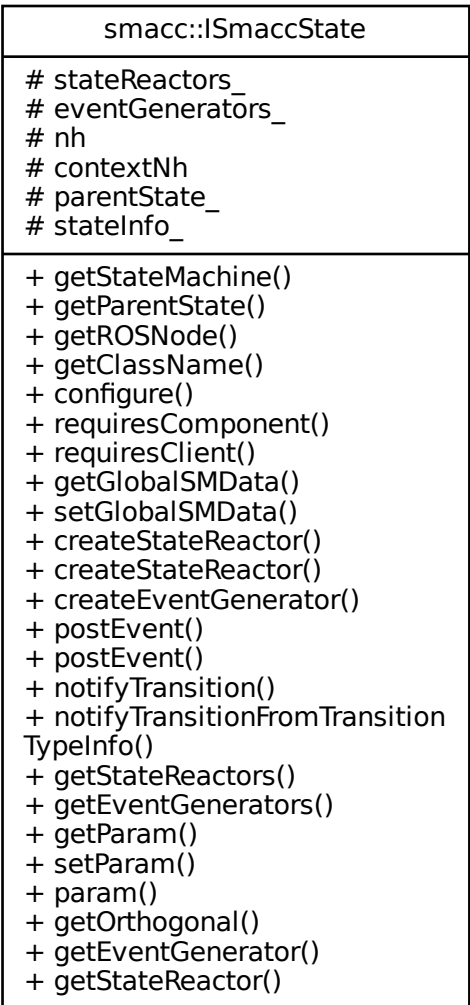 smacc::ISmaccState
# stateReactors_
# eventGenerators_
# nh
# contextNh
# parentState_
# stateInfo_
+ getStateMachine()
+ getParentState()
+ getROSNode()
+ getClassName()
+ configure()
+ requiresComponent()
+ requiresClient()
+ getGlobalSMData()
+ setGlobalSMData()
+ createStateReactor()
+ createStateReactor()
+ createEventGenerator()
+ postEvent()
+ postEvent()
+ notifyTransition()
+ notifyTransitionFromTransition
TypeInfo()
+ getStateReactors()
+ getEventGenerators()
+ getParam()
+ setParam()
+ param()
+ getOrthogonal()
+ getEventGenerator()
+ getStateReactor()